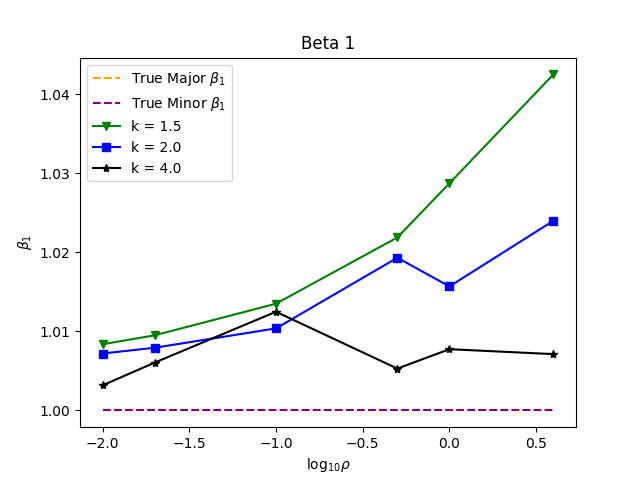 Beta 1
True Major β₁
True Minor β₁
k = 1.5
k = 2.0
k = 4.0
β₁
1.04
1.03
1.02
1.01
1.00
−2.0 −1.5 −1.0 −0.5 0.0 0.5
log₁₀ρ